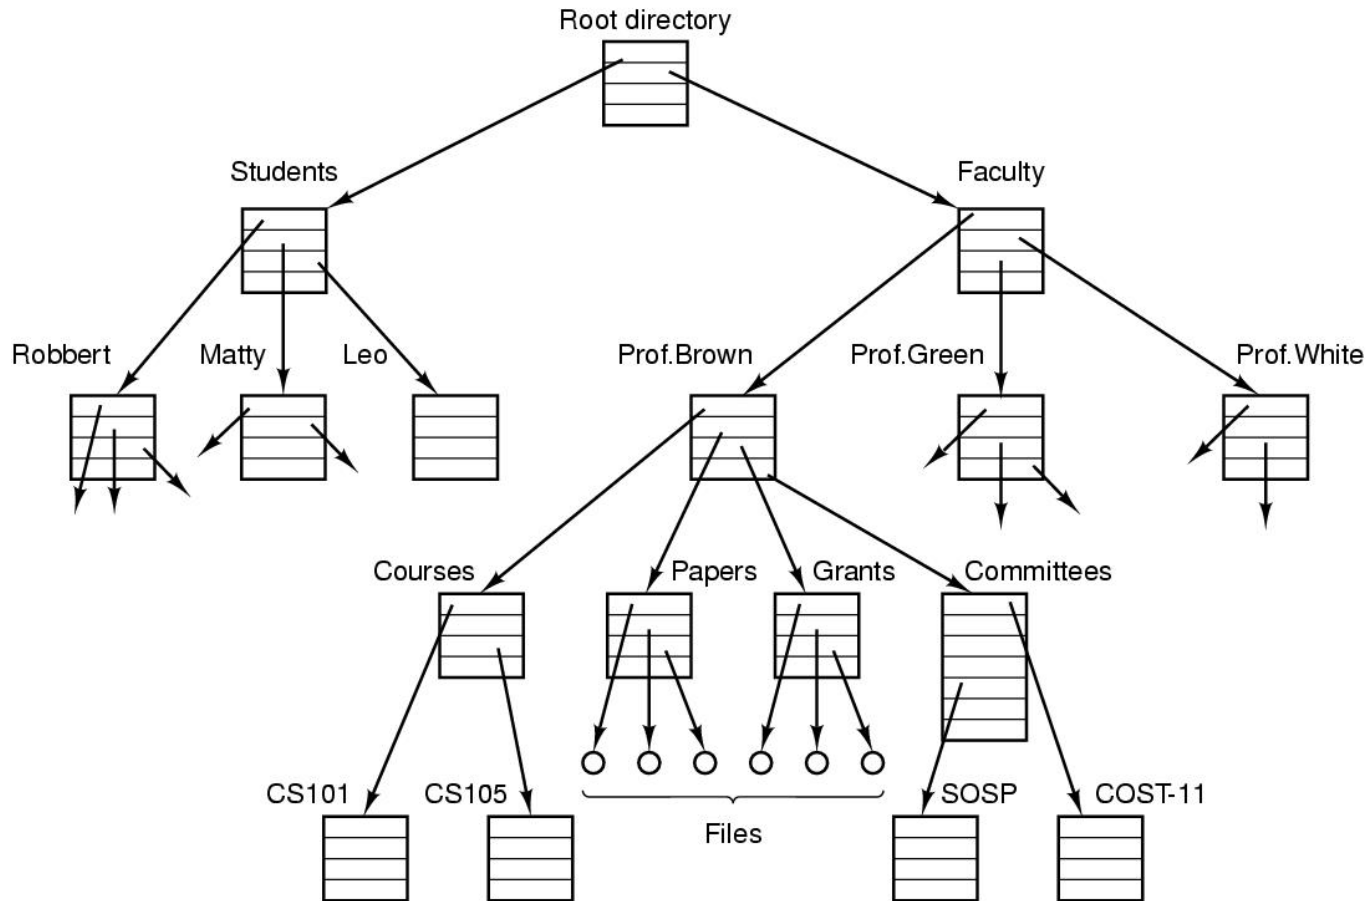 Root directory
Students
Faculty
Robbert
Matty
Leo
Prof.Brown
Prof.Green
Prof.White
Courses
Papers
Grants
Committees
CS101
CS105
SOSP
COST-11
Files